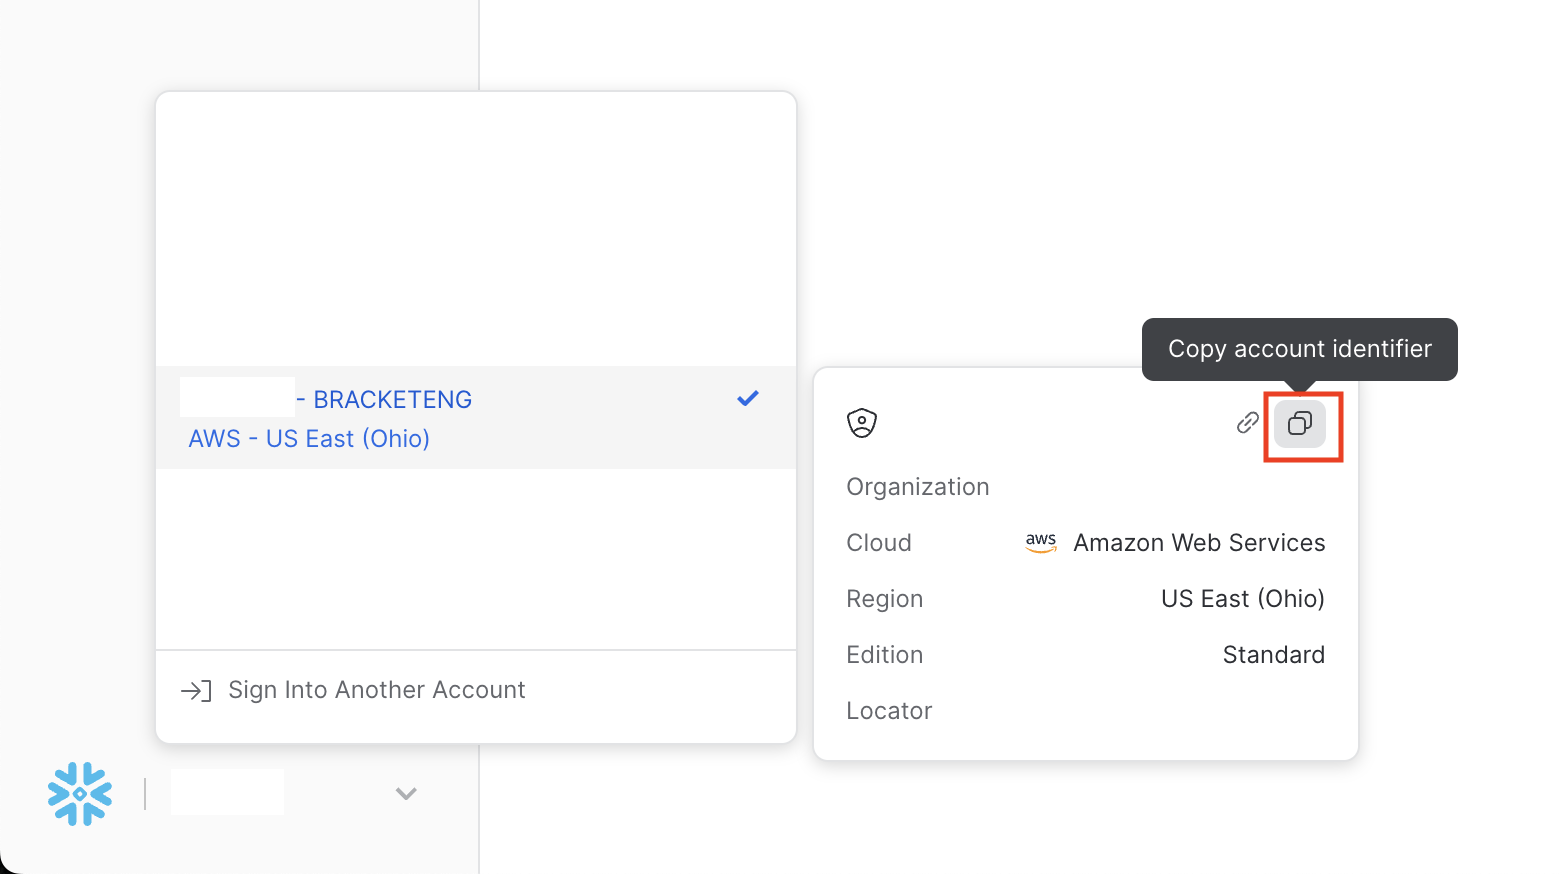 - BRACKETENG
AWS - US East (Ohio)
Sign Into Another Account
Copy account identifier
Organization
Cloud aws Amazon Web Services
Region US East (Ohio)
Edition Standard
Locator